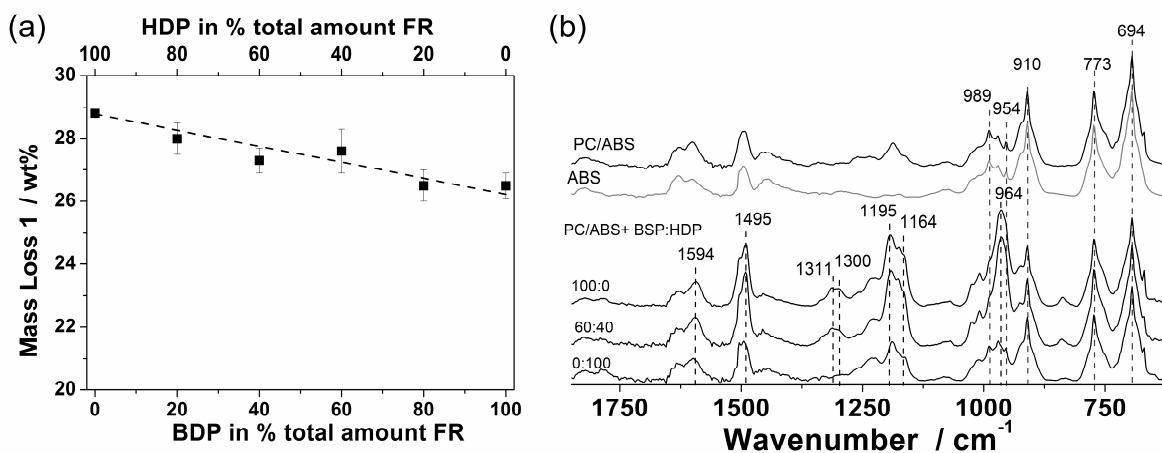 (a)
HDP in % total amount FR
100 80 60 40 20 0
30
28
26
24
22
20
Mass Loss 1 / wt%
0 20 40 60 80 100
BDP in % total amount FR
(b)
694
910
773
989
954
PC/ABS
ABS
964
1195
1164
1495
PC/ABS+ BSP:HDP
1594
1311
1300
100:0
60:40
0:100
1750 1500 1250 1000 750
Wavenumber / cm-1